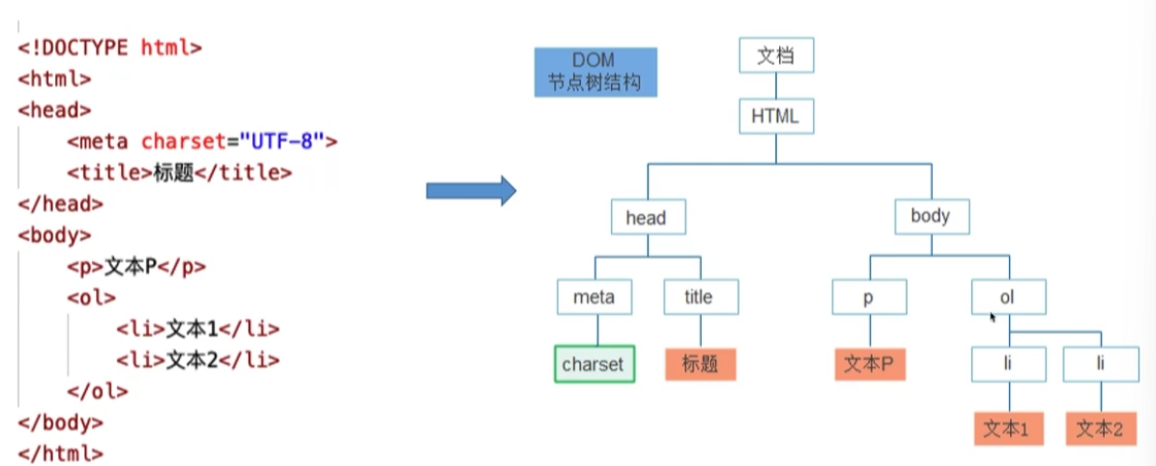 <!DOCTYPE html>
<html>
<head>
<meta charset="UTF-8">
<title>标题</title>
</head>
<body>
<p>文本P</p>
<ol>
<li>文本1</li>
<li>文本2</li>
</ol>
</body>
</html>
DOM
节点树结构
文档
HTML
head
body
meta
title
p
ol
charset
标题
文本P
li
li
文本1
文本2